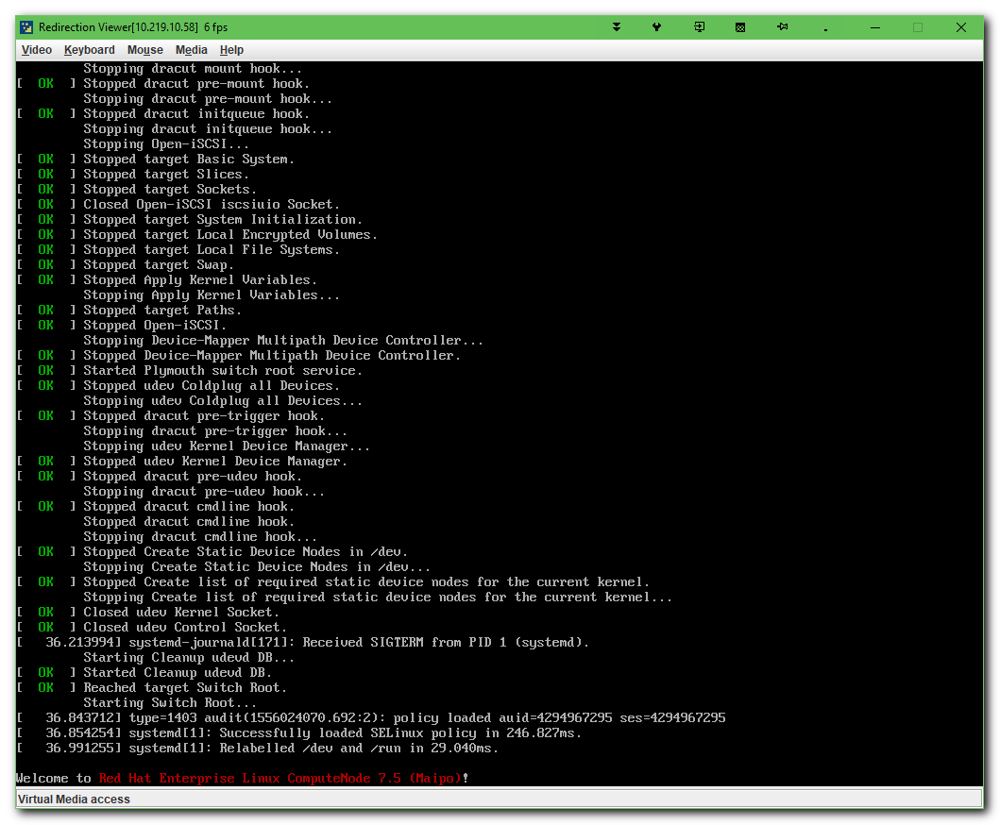 Redirection Viewer[10.219.10.58] 6 fps
Video Keyboard Mouse Media Help
Stopping dracut mount hook...
[ OK ] Stopped dracut pre-mount hook.
Stopping dracut pre-mount hook...
[ OK ] Stopped dracut initqueue hook.
Stopping dracut initqueue hook...
Stopping Open-iSCSI...
[ OK ] Stopped target Basic System.
[ OK ] Stopped target Slices.
[ OK ] Stopped target Sockets.
[ OK ] Closed Open-iSCSI iscsiuio Socket.
[ OK ] Stopped target System Initialization.
[ OK ] Stopped target Local Encrypted Volumes.
[ OK ] Stopped target Local File Systems.
[ OK ] Stopped target Swap.
[ OK ] Stopped Apply Kernel Variables.
Stopping Apply Kernel Variables...
[ OK ] Stopped target Paths.
[ OK ] Stopped Open-iSCSI.
Stopping Device-Mapper Multipath Device Controller...
[ OK ] Stopped Device-Mapper Multipath Device Controller.
[ OK ] Started Plymouth switch root service.
[ OK ] Stopped udev Coldplug all Devices.
Stopping udev Coldplug all Devices...
[ OK ] Stopped dracut pre-trigger hook.
Stopping dracut pre-trigger hook...
Stopping udev Kernel Device Manager...
[ OK ] Stopped udev Kernel Device Manager.
[ OK ] Stopped dracut pre-udev hook.
Stopping dracut pre-udev hook...
[ OK ] Stopped dracut cmdline hook.
Stopped dracut cmdline hook.
Stopping dracut cmdline hook...
[ OK ] Stopped Create Static Device Nodes in /dev.
Stopping Create Static Device Nodes in /dev...
[ OK ] Stopped Create list of required static device nodes for the current kernel.
Stopping Create list of required static device nodes for the current kernel...
[ OK ] Closed udev Kernel Socket.
[ OK ] Closed udev Control Socket.
[ 36.213994] systemd-journald[171]: Received SIGTERM from PID 1 (systemd).
Starting Cleanup udevd DB...
[ OK ] Started Cleanup udevd DB.
[ OK ] Reached target Switch Root.
Starting Switch Root...
[ 36.843712] type=1403 audit(1556024070.692:2): policy loaded auid=4294967295 ses=4294967295
[ 36.854254] systemd[1]: Successfully loaded SELinux policy in 246.827ms.
[ 36.991255] systemd[1]: Relabelled /dev and /run in 29.040ms.
Welcome to Red Hat Enterprise Linux ComputeNode 7.5 (Maipo)!
Virtual Media access